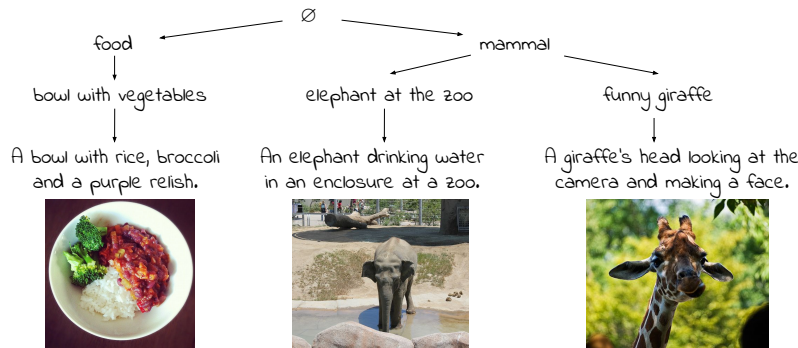 ∅
food
mammal
bowl with vegetables
elephant at the zoo
funny giraffe
A bowl with rice, broccoli
and a purple relish.
An elephant drinking water
in an enclosure at a zoo.
A giraffe's head looking at the
camera and making a face.